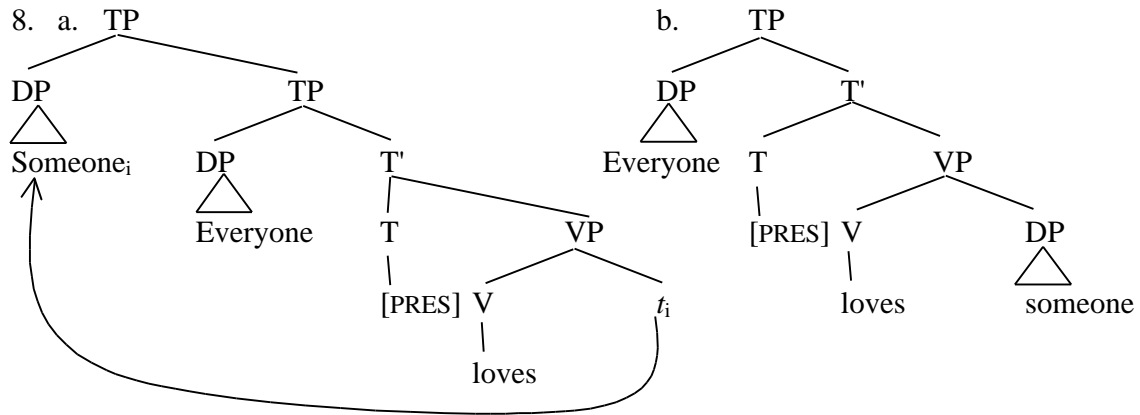 8. a. TP b. TP
DP TP DP T'
Someoneᵢ DP T' Everyone T VP
Everyone T VP [PRES] V DP
[PRES] V tᵢ loves someone
loves